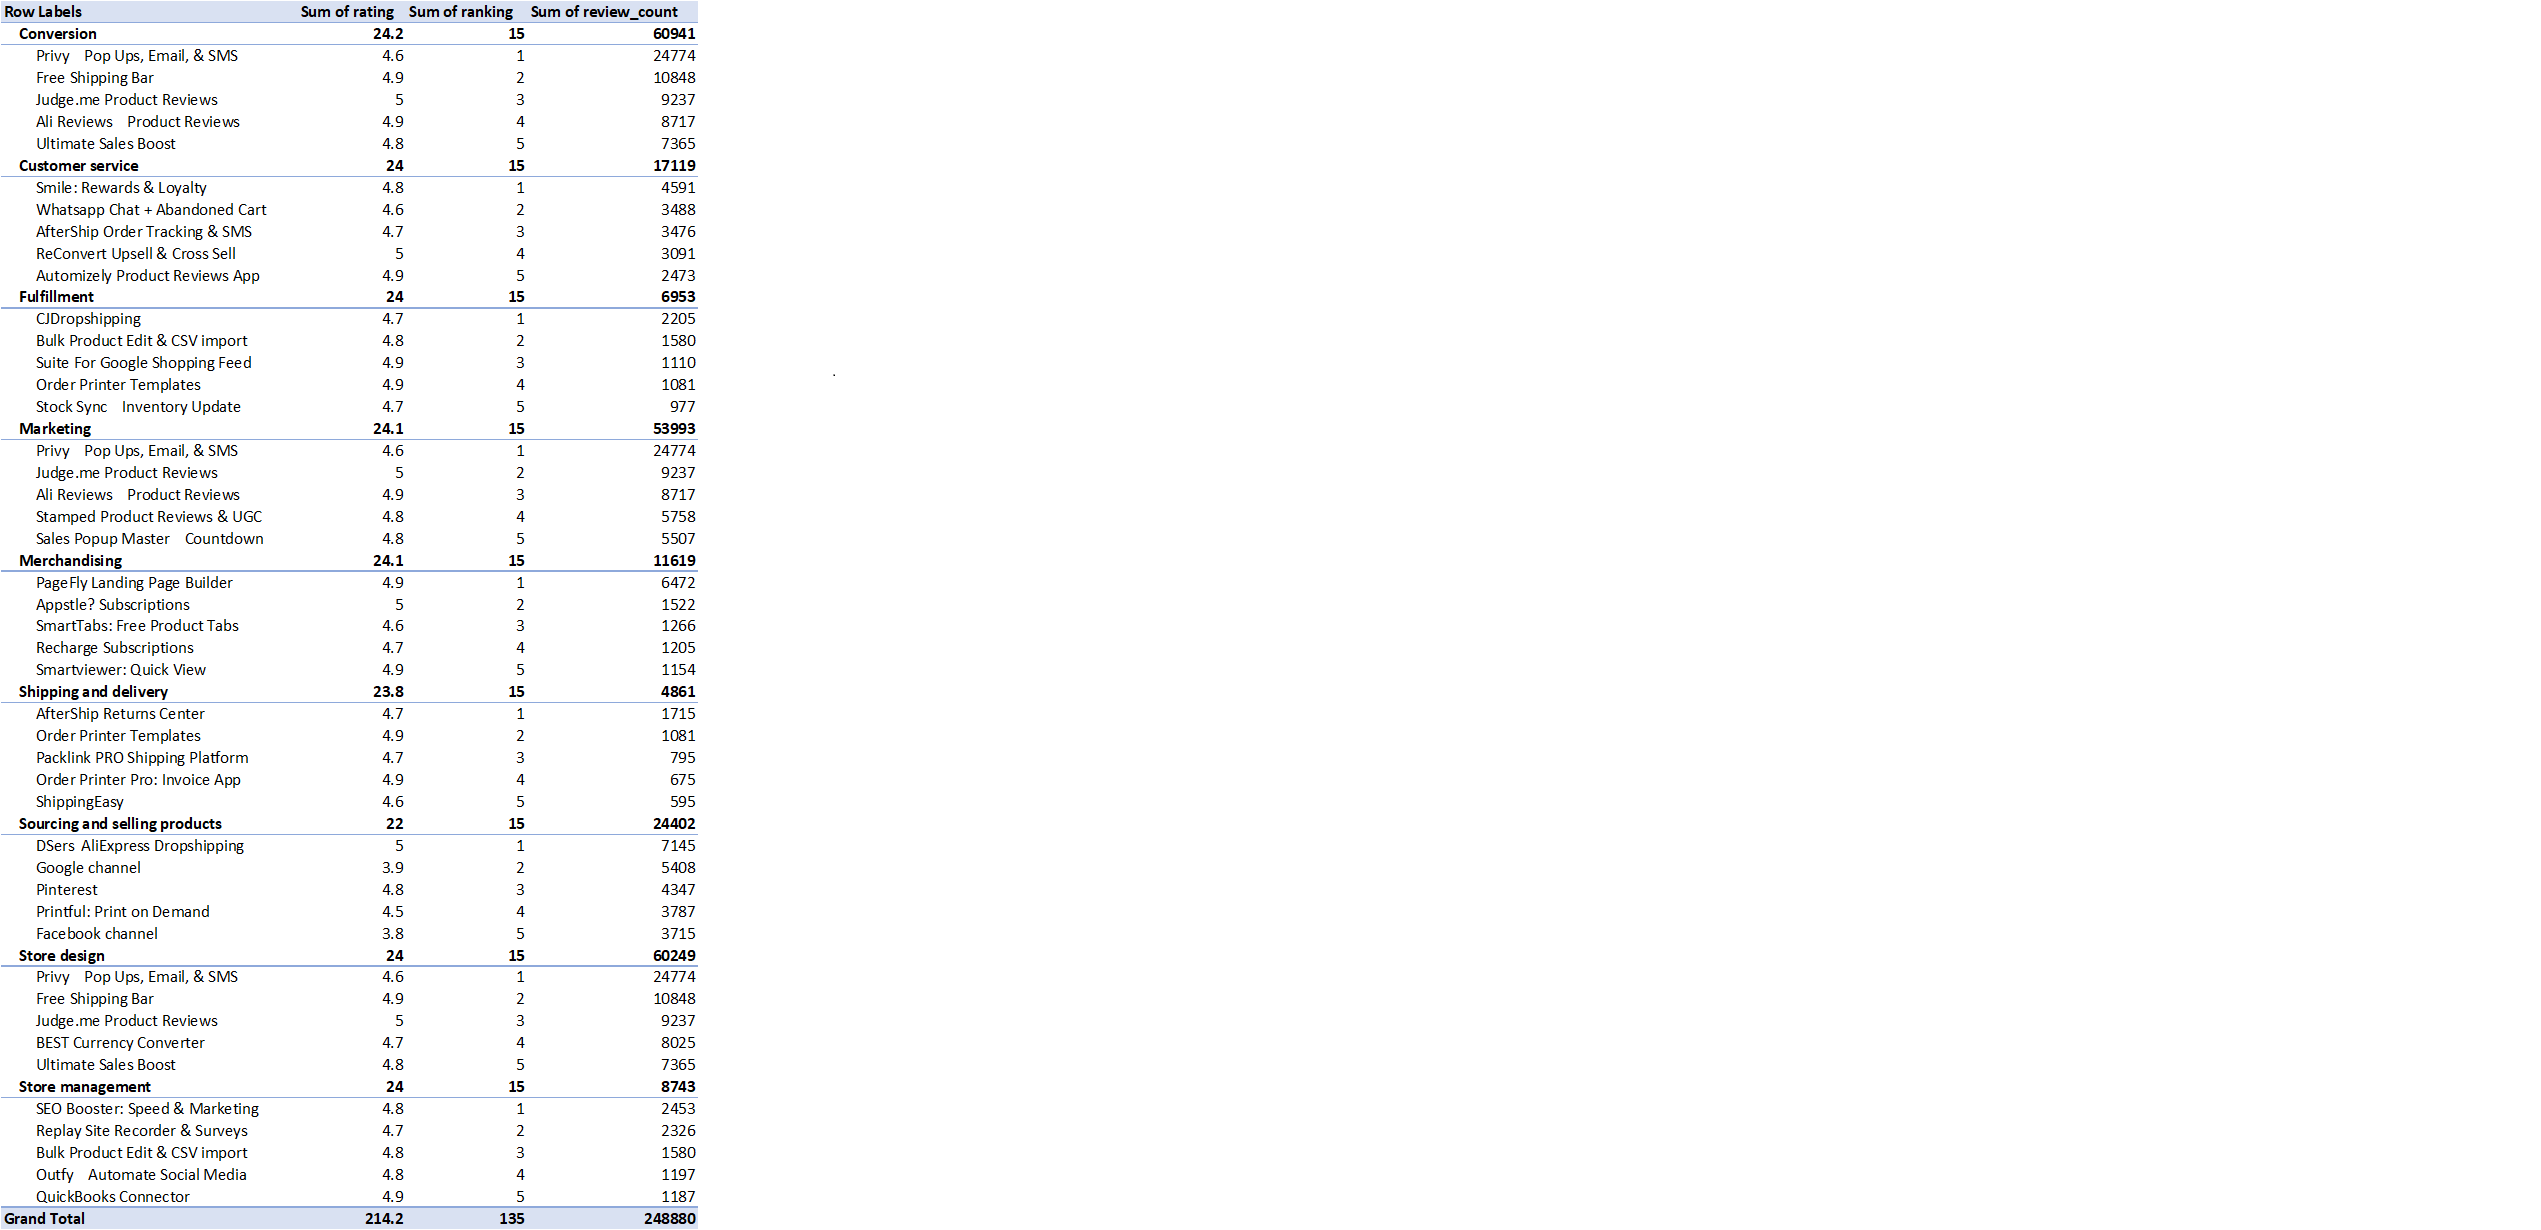 Row Labels Sum of rating Sum of ranking Sum of review_count
Conversion 24.2 15 60941
Privy Pop Ups, Email, & SMS 4.6 1 24774
Free Shipping Bar 4.9 2 10848
Judge.me Product Reviews 5 3 9237
Ali Reviews Product Reviews 4.9 4 8717
Ultimate Sales Boost 4.8 5 7365
Customer service 24 15 17119
Smile: Rewards & Loyalty 4.8 1 4591
Whatsapp Chat + Abandoned Cart 4.6 2 3488
AfterShip Order Tracking & SMS 4.7 3 3476
ReConvert Upsell & Cross Sell 5 4 3091
Automizely Product Reviews App 4.9 5 2473
Fulfillment 24 15 6953
CJDropshipping 4.7 1 2205
Bulk Product Edit & CSV import 4.8 2 1580
Suite For Google Shopping Feed 4.9 3 1110
Order Printer Templates 4.9 4 1081
Stock Sync Inventory Update 4.7 5 977
Marketing 24.1 15 53993
Privy Pop Ups, Email, & SMS 4.6 1 24774
Judge.me Product Reviews 5 2 9237
Ali Reviews Product Reviews 4.9 3 8717
Stamped Product Reviews & UGC 4.8 4 5758
Sales Popup Master Countdown 4.8 5 5507
Merchandising 24.1 15 11619
PageFly Landing Page Builder 4.9 1 6472
Appstle? Subscriptions 5 2 1522
SmartTabs: Free Product Tabs 4.6 3 1266
Recharge Subscriptions 4.7 4 1205
Smartviewer: Quick View 4.9 5 1154
Shipping and delivery 23.8 15 4861
AfterShip Returns Center 4.7 1 1715
Order Printer Templates 4.9 2 1081
Packlink PRO Shipping Platform 4.7 3 795
Order Printer Pro: Invoice App 4.9 4 675
ShippingEasy 4.6 5 595
Sourcing and selling products 22 15 24402
DSers AliExpress Dropshipping 5 1 7145
Google channel 3.9 2 5408
Pinterest 4.8 3 4347
Printful: Print on Demand 4.5 4 3787
Facebook channel 3.8 5 3715
Store design 24 15 60249
Privy Pop Ups, Email, & SMS 4.6 1 24774
Free Shipping Bar 4.9 2 10848
Judge.me Product Reviews 5 3 9237
BEST Currency Converter 4.7 4 8025
Ultimate Sales Boost 4.8 5 7365
Store management 24 15 8743
SEO Booster: Speed & Marketing 4.8 1 2453
Replay Site Recorder & Surveys 4.7 2 2326
Bulk Product Edit & CSV import 4.8 3 1580
Outfy Automate Social Media 4.8 4 1197
QuickBooks Connector 4.9 5 1187
Grand Total 214.2 135 248880